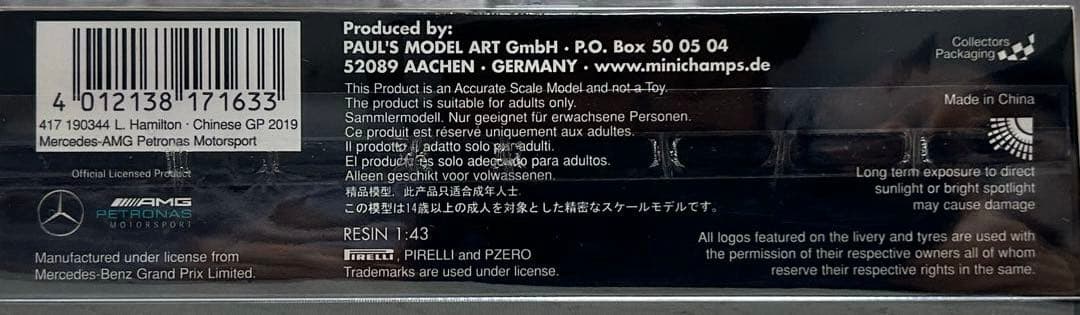 4 012138 171633
417 190344 L. Hamilton · Chinese GP 2019
Mercedes-AMG Petronas Motorsport
Official Licensed Product
AMG
PETRONAS
MOTORSPORT
Manufactured under license from
Mercedes-Benz Grand Prix Limited.
Produced by:
PAUL'S MODEL ART GmbH · P.O. Box 50 05 04
52089 AACHEN · GERMANY · www.minichamps.de
This Product is an Accurate Scale Model and not a Toy.
The product is suitable for adults only.
Sammlermodell. Nur geeignet für erwachsene Personen.
Ce produit est réservé uniquement aux adultes.
Il prodotto è adatto solo per adulti.
El producto es solo adecuado para adultos.
Alleen geschikt voor volwassenen.
精品模型，此产品只适合成年人士.
この模型は14歳以上の成人を対象とした精密なスケールモデルです。
RESIN 1:43
PIRELLI, PIRELLI and PZERO
Trademarks are used under license.
Collectors
Packaging
Made in China
Long term exposure to direct
sunlight or bright spotlight
may cause damage
All logos featured on the livery and tyres are used with
the permission of their respective owners all of whom
reserve their respective rights in the same.